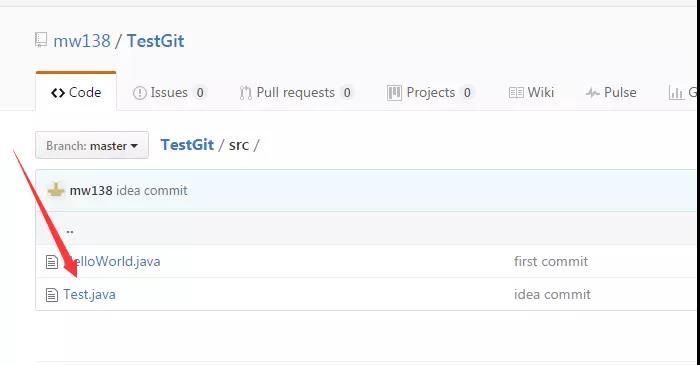 mw138 / TestGit
Code Issues 0 Pull requests 0 Projects 0 Wiki Pulse
Branch: master TestGit / src /
mw138 idea commit
..
elloWorld.java first commit
Test.java idea commit